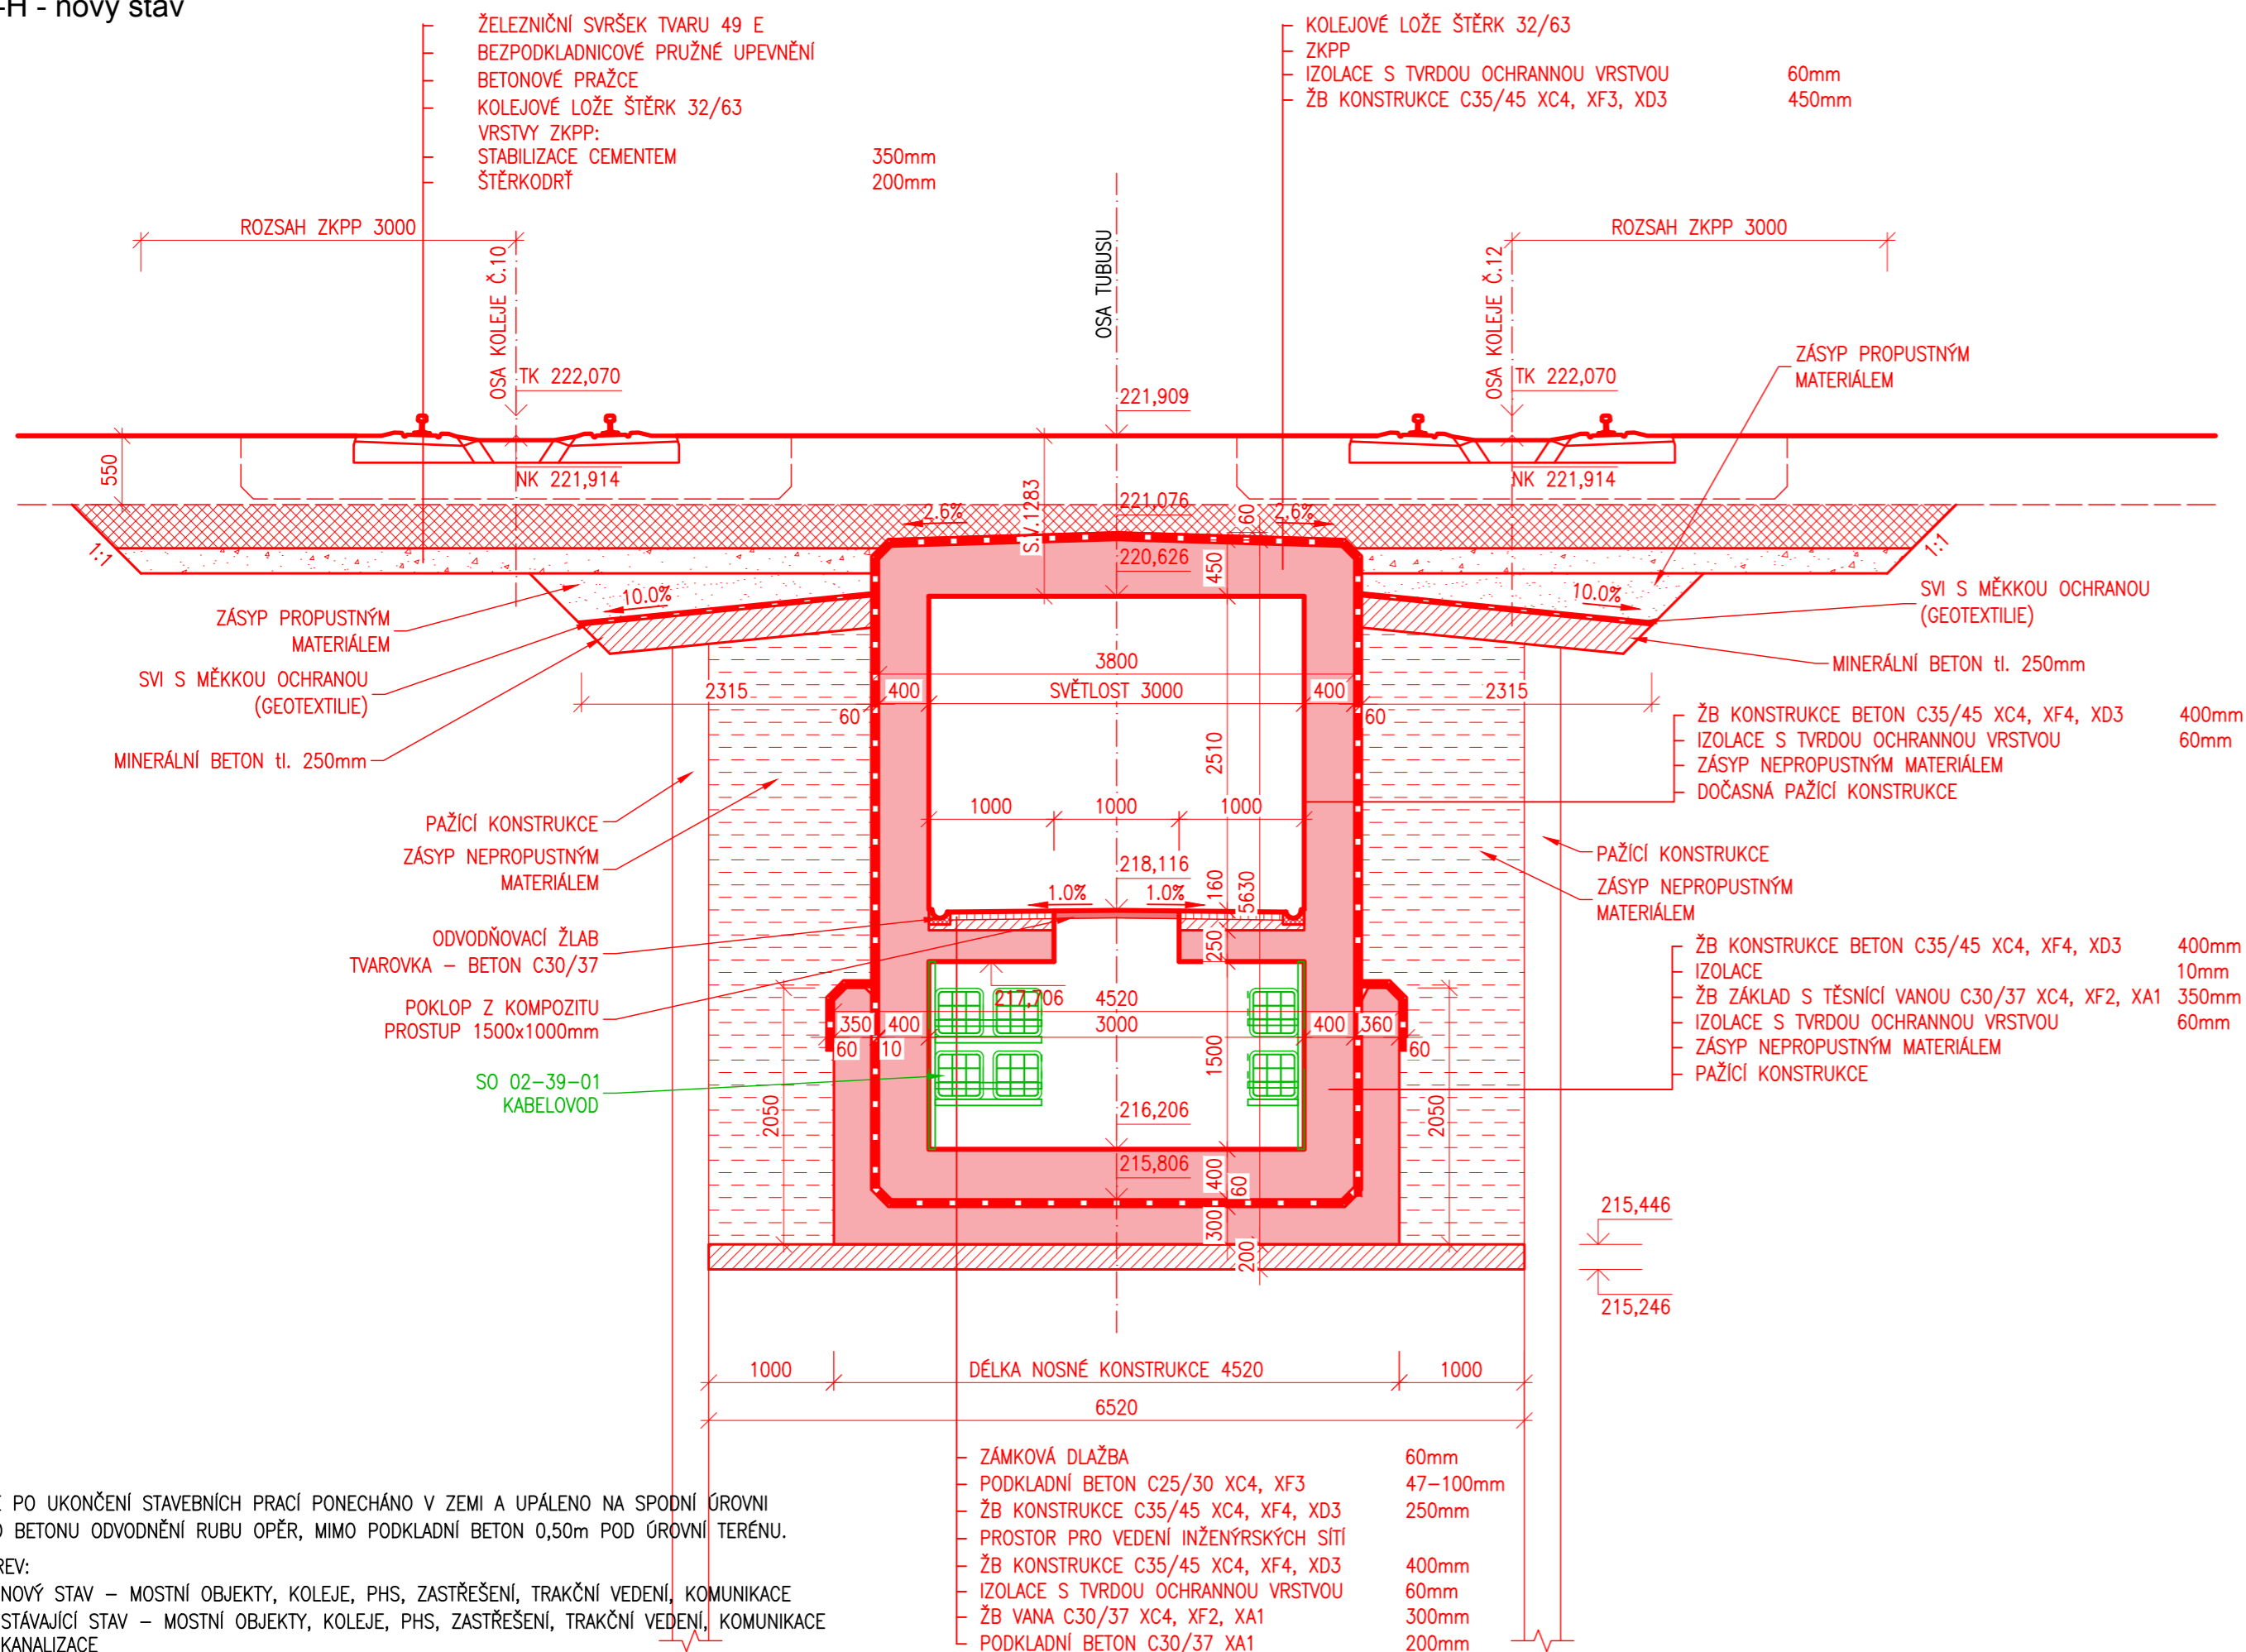 -H - nový stav
ŽELEZNIČNÍ SVRŠEK TVARU 49 E
BEZPODKLADNICOVÉ PRUŽNÉ UPEVNĚNÍ
BETONOVÉ PRAŽCE
KOLEJOVÉ LOŽE ŠTĚRK 32/63
VRSTVY ZKPP:
STABILIZACE CEMENTEM 350mm
ŠTĚRKODRŤ 200mm
KOLEJOVÉ LOŽE ŠTĚRK 32/63
ZKPP
IZOLACE S TVRDOU OCHRANNOU VRSTVOU 60mm
ŽB KONSTRUKCE C35/45 XC4, XF3, XD3 450mm
ROZSAH ZKPP 3000
ROZSAH ZKPP 3000
OSA KOLEJE Č.10
OSA TUBUSU
OSA KOLEJE Č.12
TK 222,070
221,909
TK 222,070
ZÁSYP PROPUSTNÝM
MATERIÁLEM
550
NK 221,914
NK 221,914
S.V.1283
221,076
60
2.6%
2.6%
1:1
1:1
220,626
450
10.0%
10.0%
ZÁSYP PROPUSTNÝM
MATERIÁLEM
SVI S MĚKKOU OCHRANOU
(GEOTEXTILIE)
SVI S MĚKKOU OCHRANOU
(GEOTEXTILIE)
MINERÁLNÍ BETON tl. 250mm
3800
2315
400
SVĚTLOST 3000
400
2315
60
60
MINERÁLNÍ BETON tl. 250mm
ŽB KONSTRUKCE BETON C35/45 XC4, XF4, XD3 400mm
IZOLACE S TVRDOU OCHRANNOU VRSTVOU 60mm
ZÁSYP NEPROPUSTNÝM MATERIÁLEM
DOČASNÁ PAŽÍCÍ KONSTRUKCE
2510
1000
1000
1000
PAŽÍCÍ KONSTRUKCE
ZÁSYP NEPROPUSTNÝM
MATERIÁLEM
PAŽÍCÍ KONSTRUKCE
ZÁSYP NEPROPUSTNÝM
MATERIÁLEM
218,116
1.0%
1.0%
160
5630
250
ODVODŇOVACÍ ŽLAB
TVAROVKA – BETON C30/37
POKLOP Z KOMPOZITU
PROSTUP 1500x1000mm
ŽB KONSTRUKCE BETON C35/45 XC4, XF4, XD3 400mm
IZOLACE 10mm
ŽB ZÁKLAD S TĚSNÍCÍ VANOU C30/37 XC4, XF2, XA1 350mm
IZOLACE S TVRDOU OCHRANNOU VRSTVOU 60mm
ZÁSYP NEPROPUSTNÝM MATERIÁLEM
PAŽÍCÍ KONSTRUKCE
217,706
4520
350
400
3000
400
360
60
10
60
1500
SO 02-39-01
KABELOVOD
2050
2050
216,206
215,806
400
60
300
200
215,446
215,246
1000
DÉLKA NOSNÉ KONSTRUKCE 4520
1000
6520
ZÁMKOVÁ DLAŽBA 60mm
PODKLADNÍ BETON C25/30 XC4, XF3 47–100mm
ŽB KONSTRUKCE C35/45 XC4, XF4, XD3 250mm
PROSTOR PRO VEDENÍ INŽENÝRSKÝCH SÍTÍ
ŽB KONSTRUKCE C35/45 XC4, XF4, XD3 400mm
IZOLACE S TVRDOU OCHRANNOU VRSTVOU 60mm
ŽB VANA C30/37 XC4, XF2, XA1 300mm
PODKLADNÍ BETON C30/37 XA1 200mm
PO UKONČENÍ STAVEBNÍCH PRACÍ PONECHÁNO V ZEMI A UPÁLENO NA SPODNÍ ÚROVNI
BETONU ODVODNĚNÍ RUBU OPĚR, MIMO PODKLADNÍ BETON 0,50m POD ÚROVNÍ TERÉNU.
REV:
NOVÝ STAV – MOSTNÍ OBJEKTY, KOLEJE, PHS, ZASTŘEŠENÍ, TRAKČNÍ VEDENÍ, KOMUNIKACE
STÁVAJÍCÍ STAV – MOSTNÍ OBJEKTY, KOLEJE, PHS, ZASTŘEŠENÍ, TRAKČNÍ VEDENÍ, KOMUNIKACE
KANALIZACE